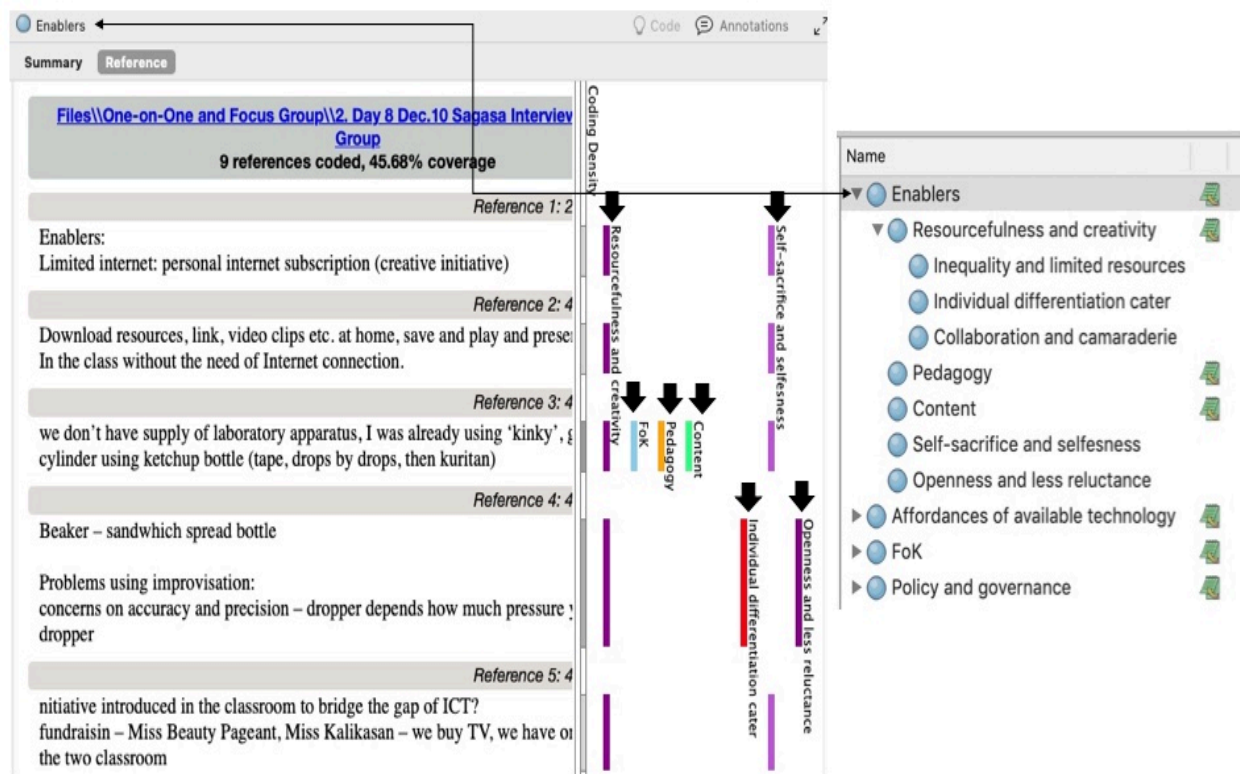 Enablers
Code
Annotations
Summary
Reference
Files\\One-on-One and Focus Group\\2. Day 8 Dec.10 Sagasa Interview
Group
9 references coded, 45.68% coverage
Reference 1: 2
Enablers:
Limited internet: personal internet subscription (creative initiative)
Reference 2: 4
Download resources, link, video clips etc. at home, save and play and prese
In the class without the need of Internet connection.
Reference 3: 4
we don't have supply of laboratory apparatus, I was already using 'kinky', g
cylinder using ketchup bottle (tape, drops by drops, then kuritan)
Reference 4: 4
Beaker – sandwhich spread bottle
Problems using improvisation:
concerns on accuracy and precision – dropper depends how much pressure y
dropper
Reference 5: 4
nitiative introduced in the classroom to bridge the gap of ICT?
fundraisin – Miss Beauty Pageant, Miss Kalikasan – we buy TV, we have on
the two classroom
Coding Density
Resourcefulness and creativity
FoK
Pedagogy
Content
Individual differentiation cater
Self-sacrifice and selfesness
Openness and less reluctance
Name
Enablers
Resourcefulness and creativity
Inequality and limited resources
Individual differentiation cater
Collaboration and camaraderie
Pedagogy
Content
Self-sacrifice and selfesness
Openness and less reluctance
Affordances of available technology
FoK
Policy and governance